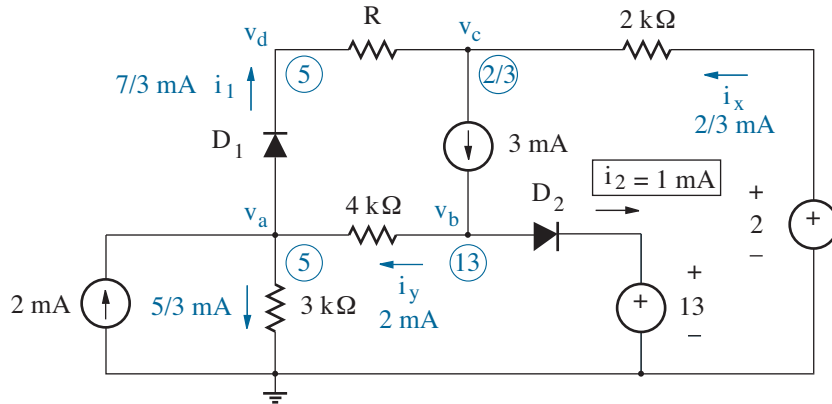 R
v_d
v_c
2 kΩ
5
2/3
7/3 mA i_1
i_x
2/3 mA
D_1
3 mA
i_2 = 1 mA
v_a
4 kΩ
v_b
D_2
+
2
−
+
5
13
i_y
2 mA
2 mA
5/3 mA
3 kΩ
+
+
13
−